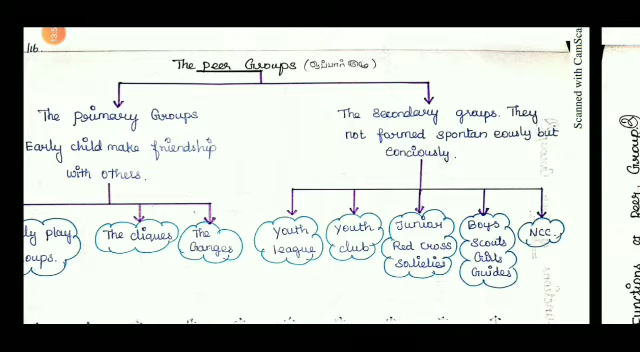 116
The peer Groups
The primary Groups
Early child make friendship
with others.
The secondary groups. They
not formed spontan eously but
conciously.
ly play
oups.
The cliques
The
Ganges
Youth
League
Youth
club
Junior
Red cross
Soceities
Boys
Scouts
Girls
Guides
NCC.
Scanned with CamSca
Functions of peer Group